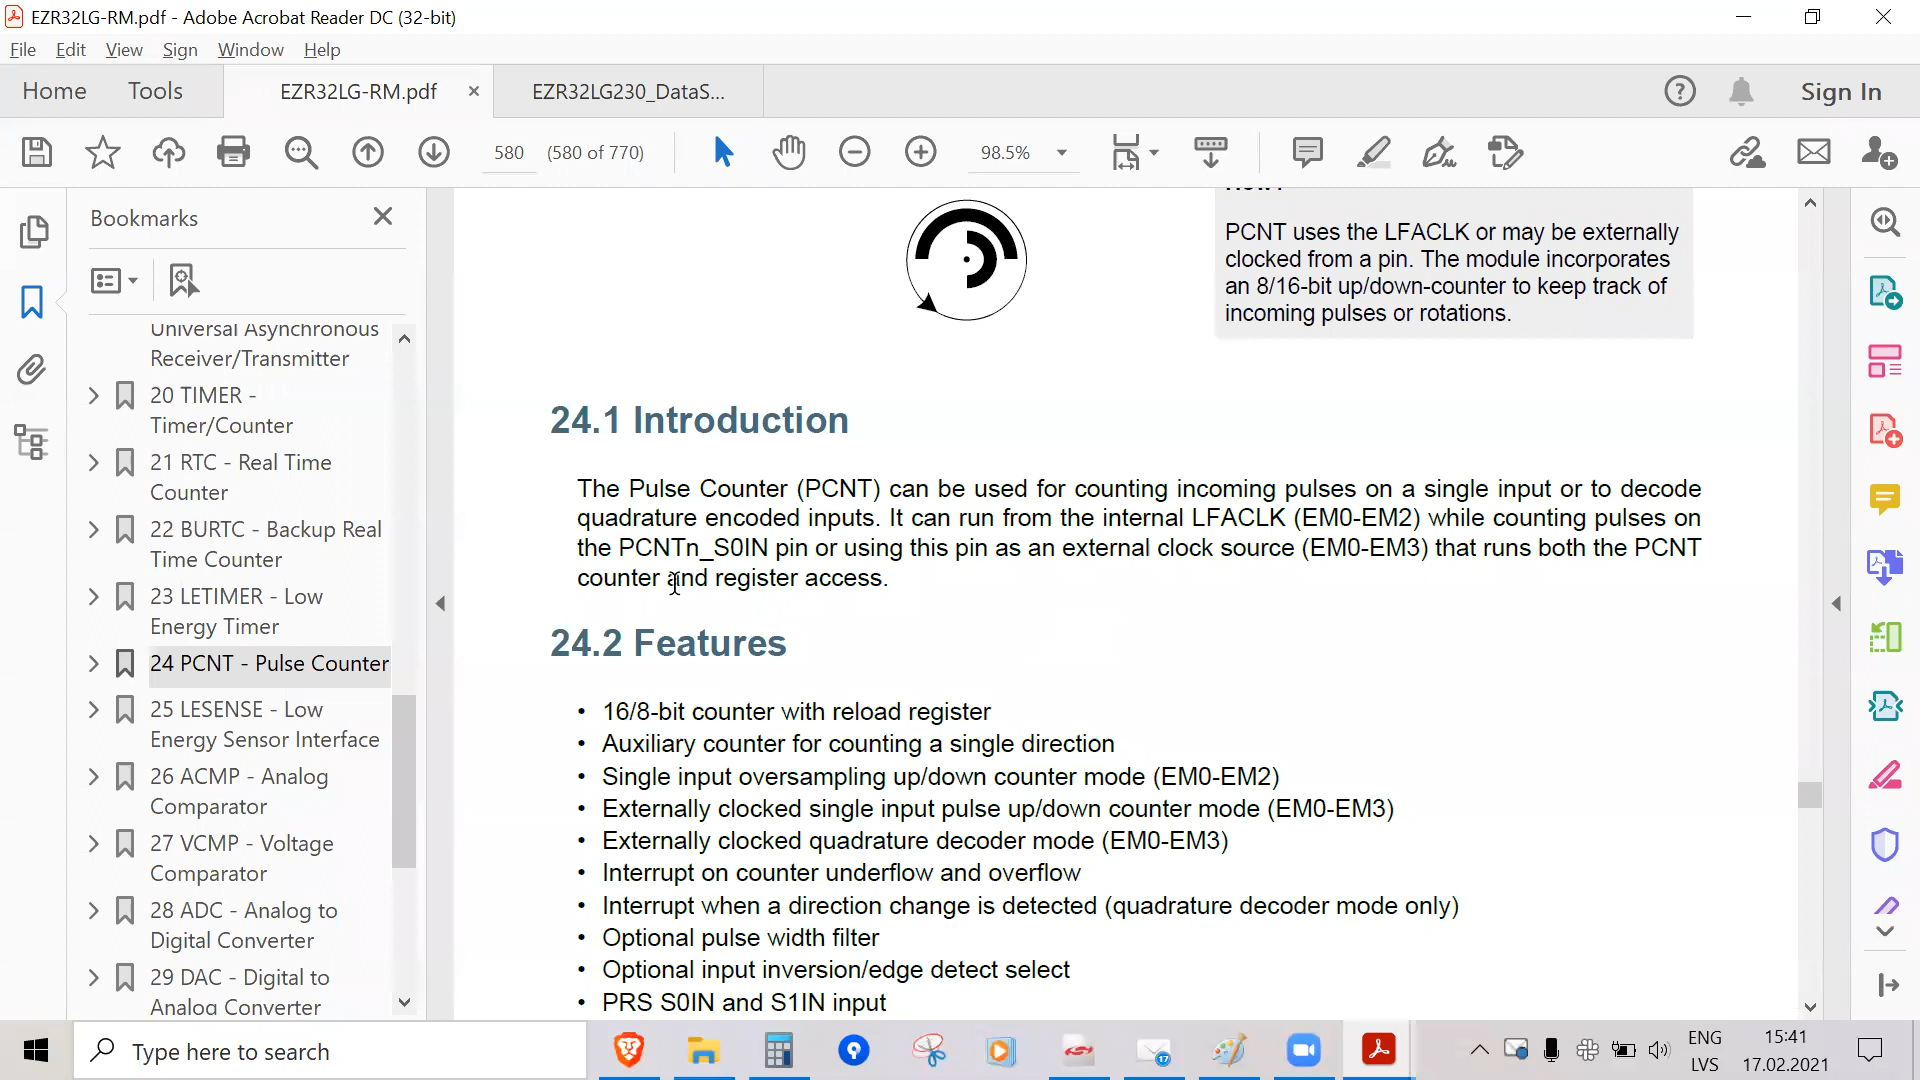 EZR32LG-RM.pdf - Adobe Acrobat Reader DC (32-bit)
File Edit View Sign Window Help
Home Tools EZR32LG-RM.pdf × EZR32LG230_DataS... Sign In
580 (580 of 770) 98.5%
Bookmarks
Universal Asynchronous
Receiver/Transmitter
20 TIMER -
Timer/Counter
21 RTC - Real Time
Counter
22 BURTC - Backup Real
Time Counter
23 LETIMER - Low
Energy Timer
24 PCNT - Pulse Counter
25 LESENSE - Low
Energy Sensor Interface
26 ACMP - Analog
Comparator
27 VCMP - Voltage
Comparator
28 ADC - Analog to
Digital Converter
29 DAC - Digital to
Analog Converter
PCNT uses the LFACLK or may be externally
clocked from a pin. The module incorporates
an 8/16-bit up/down-counter to keep track of
incoming pulses or rotations.
24.1 Introduction
The Pulse Counter (PCNT) can be used for counting incoming pulses on a single input or to decode
quadrature encoded inputs. It can run from the internal LFACLK (EM0-EM2) while counting pulses on
the PCNTn_S0IN pin or using this pin as an external clock source (EM0-EM3) that runs both the PCNT
counter and register access.
24.2 Features
• 16/8-bit counter with reload register
• Auxiliary counter for counting a single direction
• Single input oversampling up/down counter mode (EM0-EM2)
• Externally clocked single input pulse up/down counter mode (EM0-EM3)
• Externally clocked quadrature decoder mode (EM0-EM3)
• Interrupt on counter underflow and overflow
• Interrupt when a direction change is detected (quadrature decoder mode only)
• Optional pulse width filter
• Optional input inversion/edge detect select
• PRS S0IN and S1IN input
Type here to search
17
ENG
LVS
15:41
17.02.2021